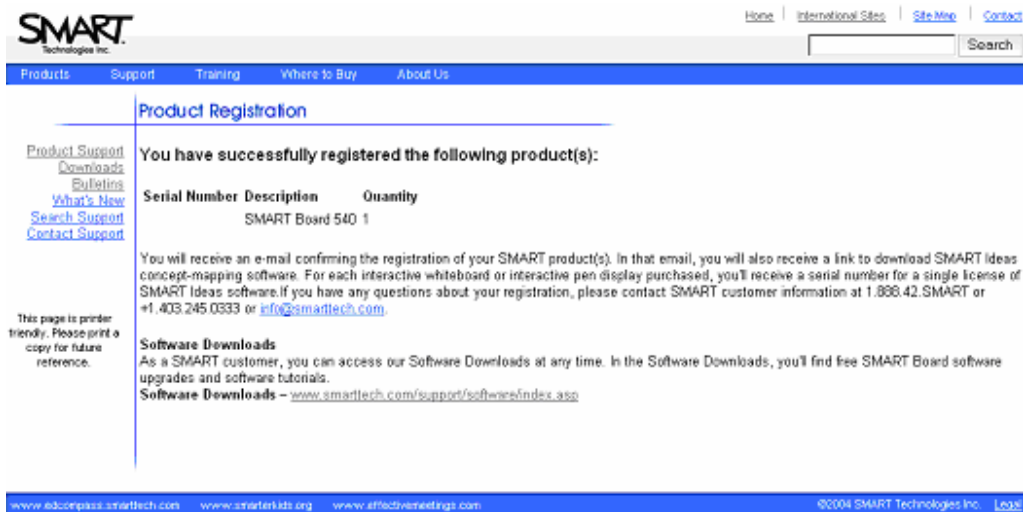 Home | International Sites | Site Map | Contact
SMART
Technologies Inc.
Search
Products Support Training Where to Buy About Us
Product Registration
Product Support
Downloads
Bulletins
What's New
Search Support
Contact Support
You have successfully registered the following product(s):
Serial Number Description Quantity
SMART Board 540 1
You will receive an e-mail confirming the registration of your SMART product(s). In that email, you will also receive a link to download SMART Ideas
concept-mapping software. For each interactive whiteboard or interactive pen display purchased, you'll receive a serial number for a single license of
SMART Ideas software.If you have any questions about your registration, please contact SMART customer information at 1.888.42.SMART or
+1.403.245.0333 or info@smarttech.com.
This page is printer
friendly. Please print a
copy for future
reference.
Software Downloads
As a SMART customer, you can access our Software Downloads at any time. In the Software Downloads, you'll find free SMART Board software
upgrades and software tutorials.
Software Downloads – www.smarttech.com/support/software/index.asp
www.edcompass.smarttech.com www.smarterkids.org www.effectivemeetings.com ©2004 SMART Technologies Inc. Legal